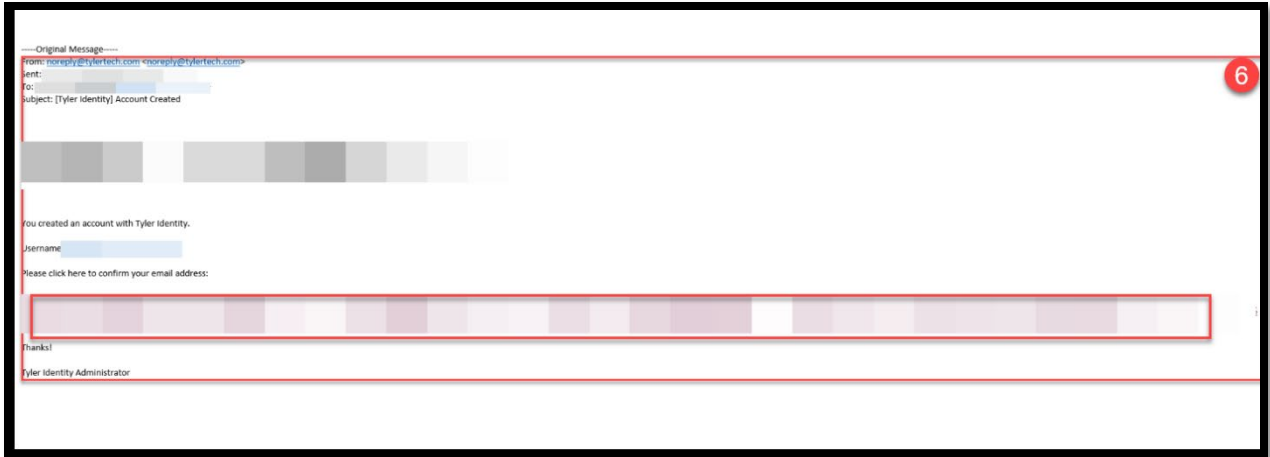 -----Original Message-----
From: noreply@tylertech.com <noreply@tylertech.com>
Sent:
To:
Subject: [Tyler Identity] Account Created
6
You created an account with Tyler Identity.
Username
Please click here to confirm your email address:
Thanks!
Tyler Identity Administrator